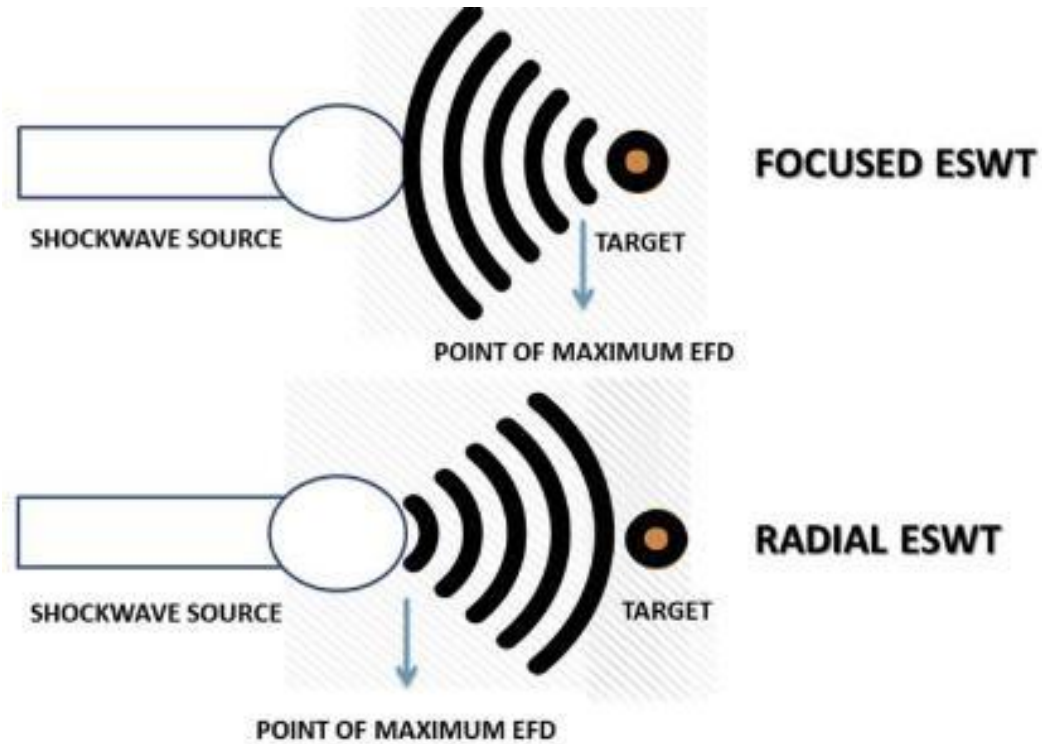 FOCUSED ESWT
SHOCKWAVE SOURCE
TARGET
POINT OF MAXIMUM EFD
RADIAL ESWT
SHOCKWAVE SOURCE
TARGET
POINT OF MAXIMUM EFD